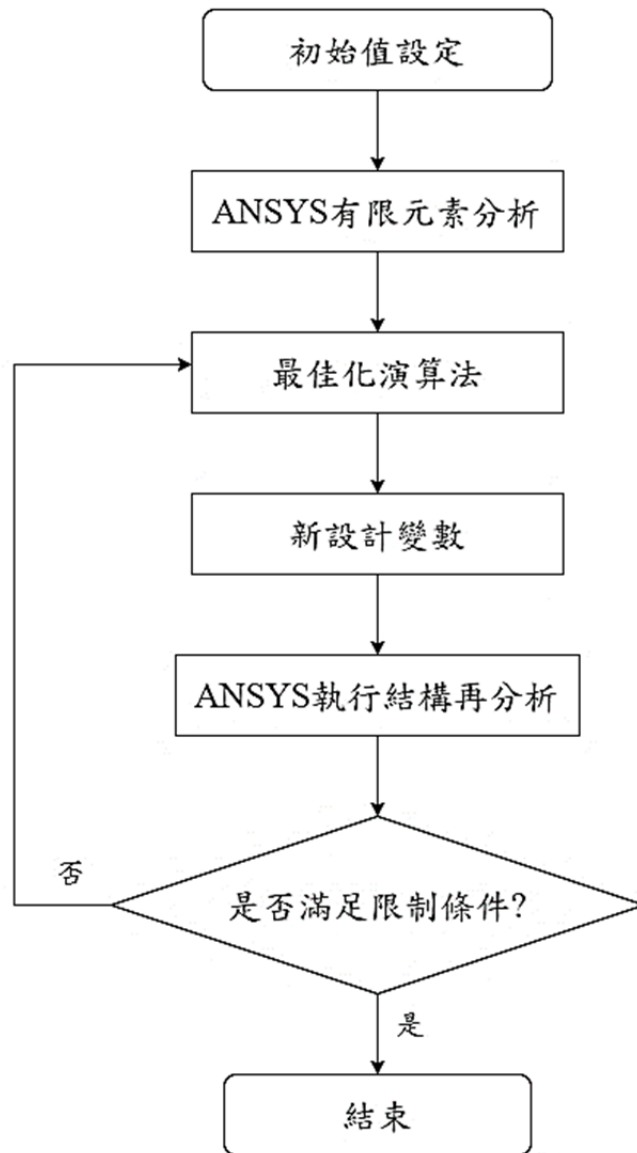 初始值設定
ANSYS有限元素分析
最佳化演算法
新設計變數
ANSYS執行結構再分析
是否滿足限制條件?
否
是
結束